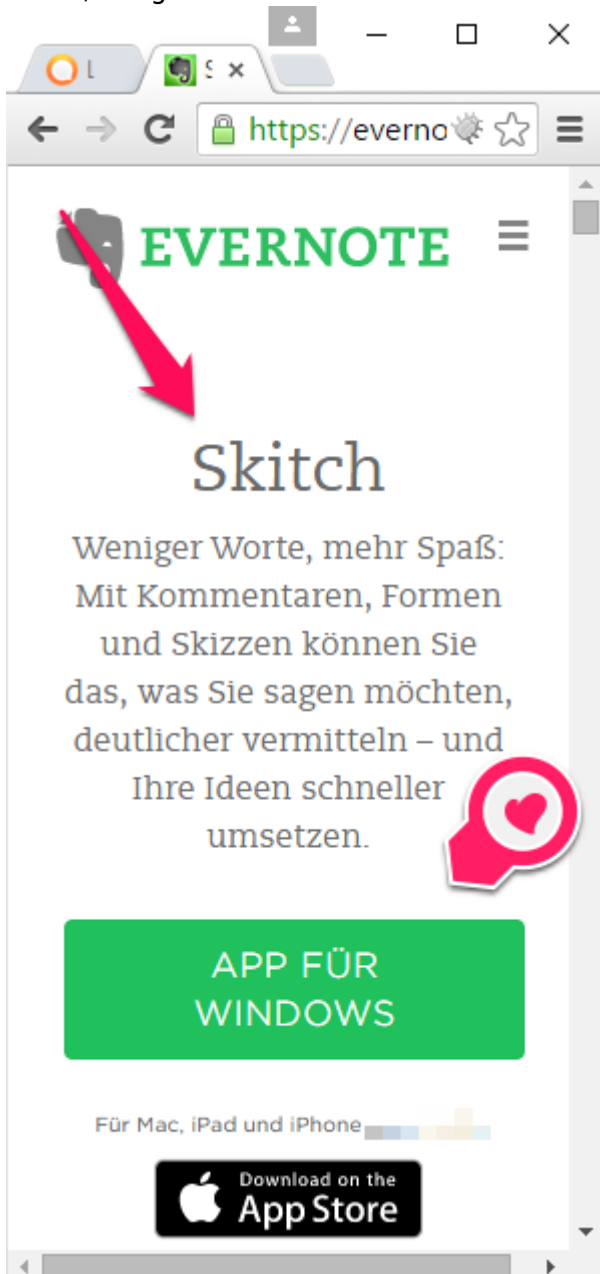 L
S
https://everno
EVERNOTE
Skitch
Weniger Worte, mehr Spaß:
Mit Kommentaren, Formen
und Skizzen können Sie
das, was Sie sagen möchten,
deutlicher vermitteln – und
Ihre Ideen schneller
umsetzen.
APP FÜR
WINDOWS
Für Mac, iPad und iPhone
Download on the
App Store